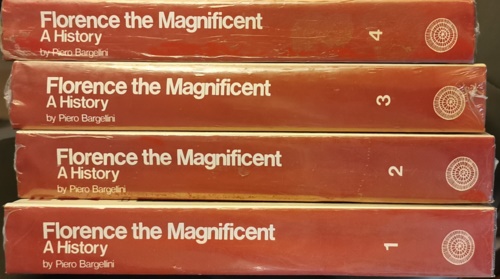 Florence the Magnificent
A History
by Piero Bargellini
4
Florence the Magnificent
A History
by Piero Bargellini
3
Florence the Magnificent
A History
by Piero Bargellini
2
Florence the Magnificent
A History
by Piero Bargellini
1